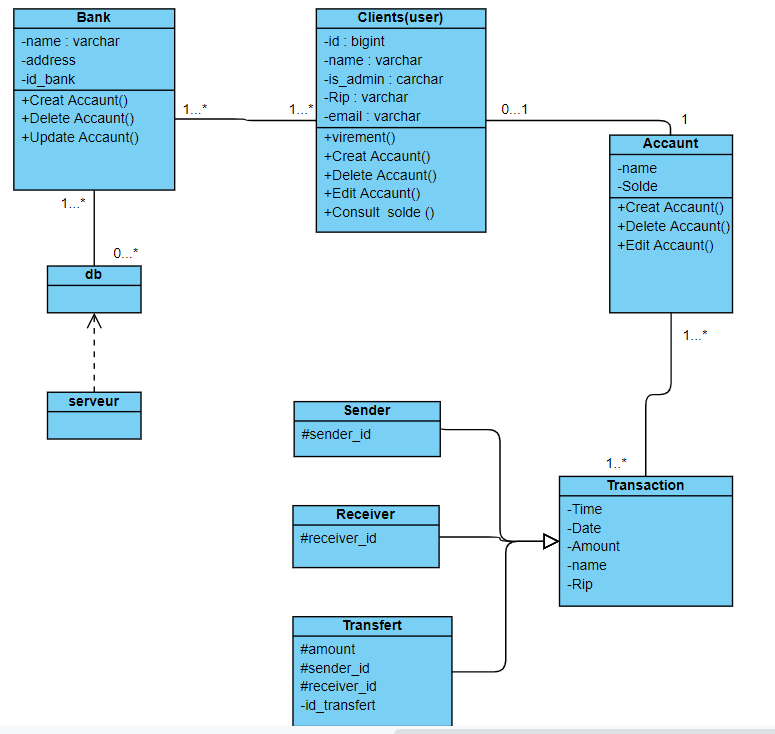 Bank
-name : varchar
-address
-id_bank
+Creat Accaunt()
+Delete Accaunt()
+Update Accaunt()
1...*
1...*
Clients(user)
-id : bigint
-name : varchar
-is_admin : carchar
-Rip : varchar
-email : varchar
+virement()
+Creat Accaunt()
+Delete Accaunt()
+Edit Accaunt()
+Consult  solde ()
0...1
1
Accaunt
-name
-Solde
+Creat Accaunt()
+Delete Accaunt()
+Edit Accaunt()
1...*
0...*
db
serveur
1...*
1..*
Sender
#sender_id
Receiver
#receiver_id
Transfert
#amount
#sender_id
#receiver_id
-id_transfert
Transaction
-Time
-Date
-Amount
-name
-Rip